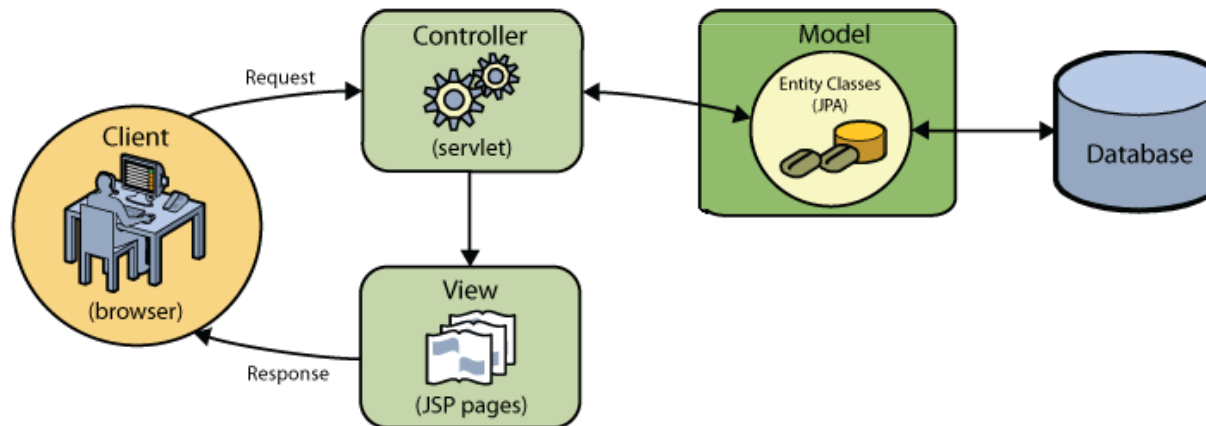 Client
(browser)
Request
Controller
(servlet)
Model
Entity Classes
(JPA)
Database
View
(JSP pages)
Response